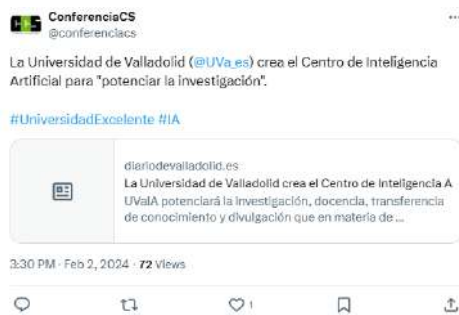 ConferenciaCS
@conferenciacs
La Universidad de Valladolid (@UVa_es) crea el Centro de Inteligencia
Artificial para "potenciar la investigación".
#UniversidadExcelente #IA
diariodevalladolid.es
La Universidad de Valladolid crea el Centro de Inteligencia A
UVaIA potenciará la investigación, docencia, transferencia
de conocimiento y divulgación que en materia de ...
3:30 PM · Feb 2, 2024 · 72 Views
1